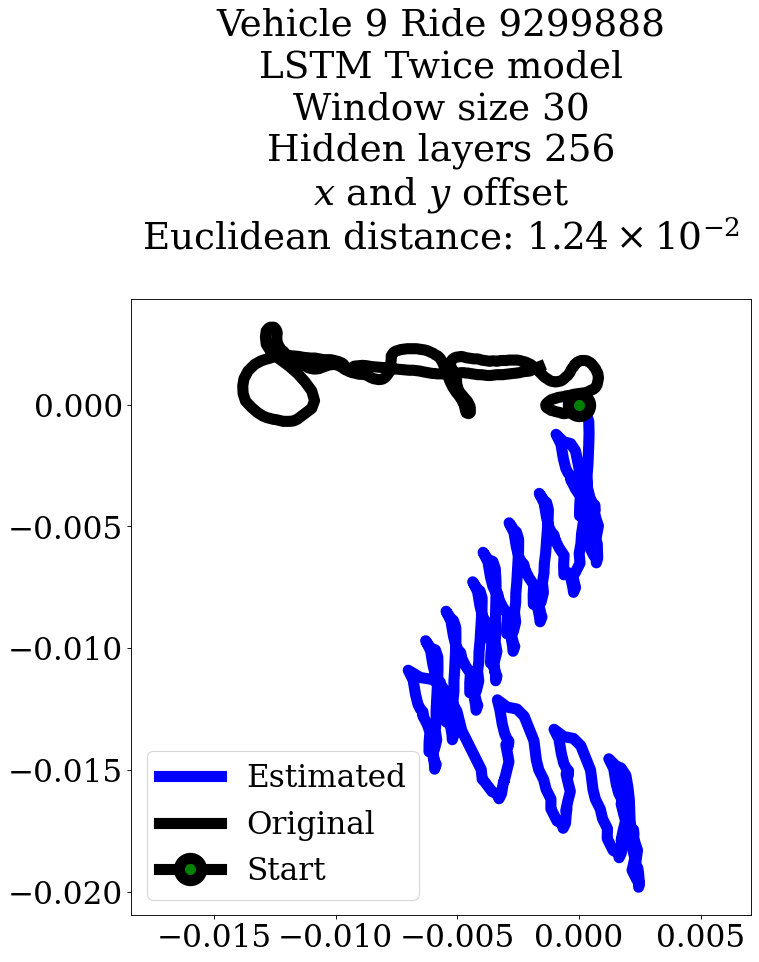 Vehicle 9 Ride 9299888
LSTM Twice model
Window size 30
Hidden layers 256
x and y offset
Euclidean distance: 1.24 × 10⁻²
0.000
−0.005
−0.010
−0.015
−0.020
Estimated
Original
Start
−0.015 −0.010 −0.005 0.000 0.005